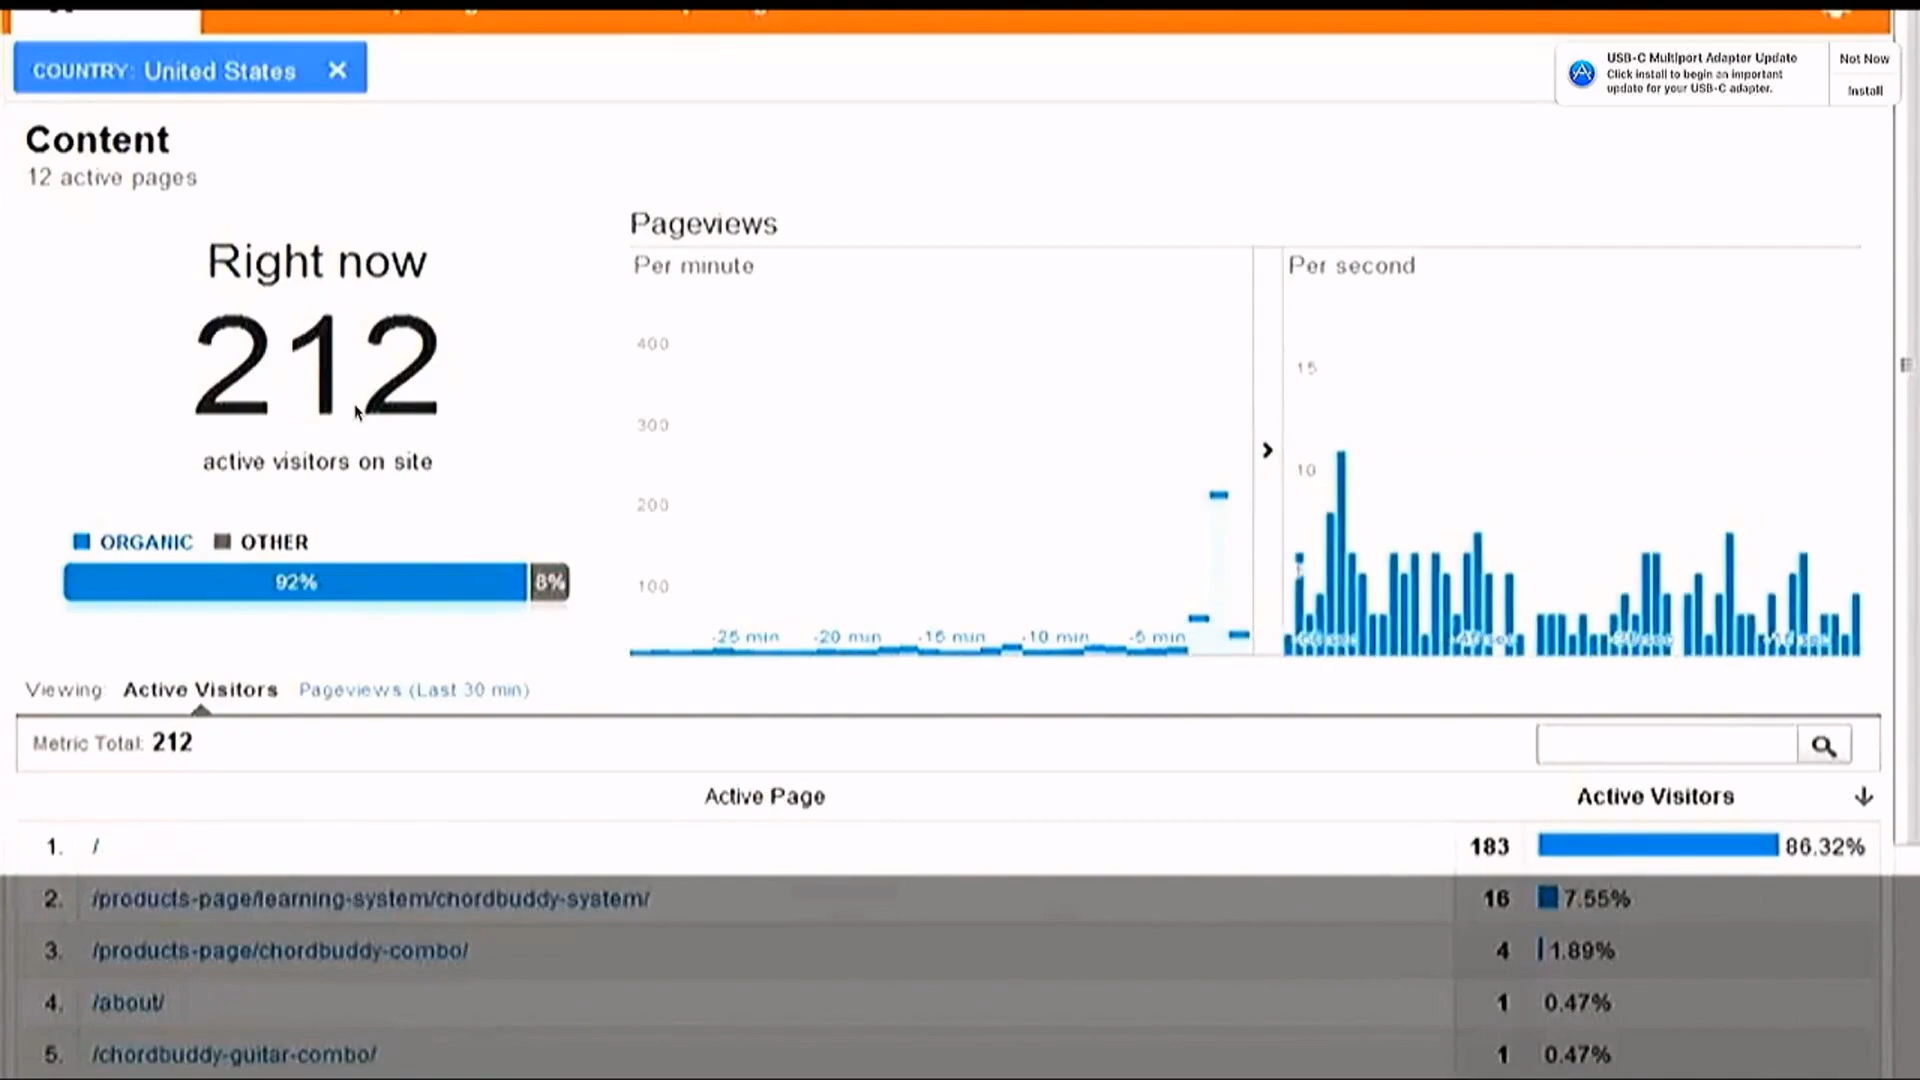 COUNTRY: United States ✕
USB-C Multiport Adapter Update
Click install to begin an important
update for your USB-C adapter.
Not Now
Install
Content
12 active pages
Right now
212
active visitors on site
ORGANIC OTHER
92% 8%
Pageviews
Per minute
400
300
200
100
-25 min -20 min -15 min -10 min -5 min
Per second
15
10
Viewing: Active Visitors Pageviews (Last 30 min)
Metric Total: 212
Active Page Active Visitors
1. / 183 86.32%
2. /products-page/learning-system/chordbuddy-system/ 16 7.55%
3. /products-page/chordbuddy-combo/ 4 1.89%
4. /about/ 1 0.47%
5. /chordbuddy-guitar-combo/ 1 0.47%